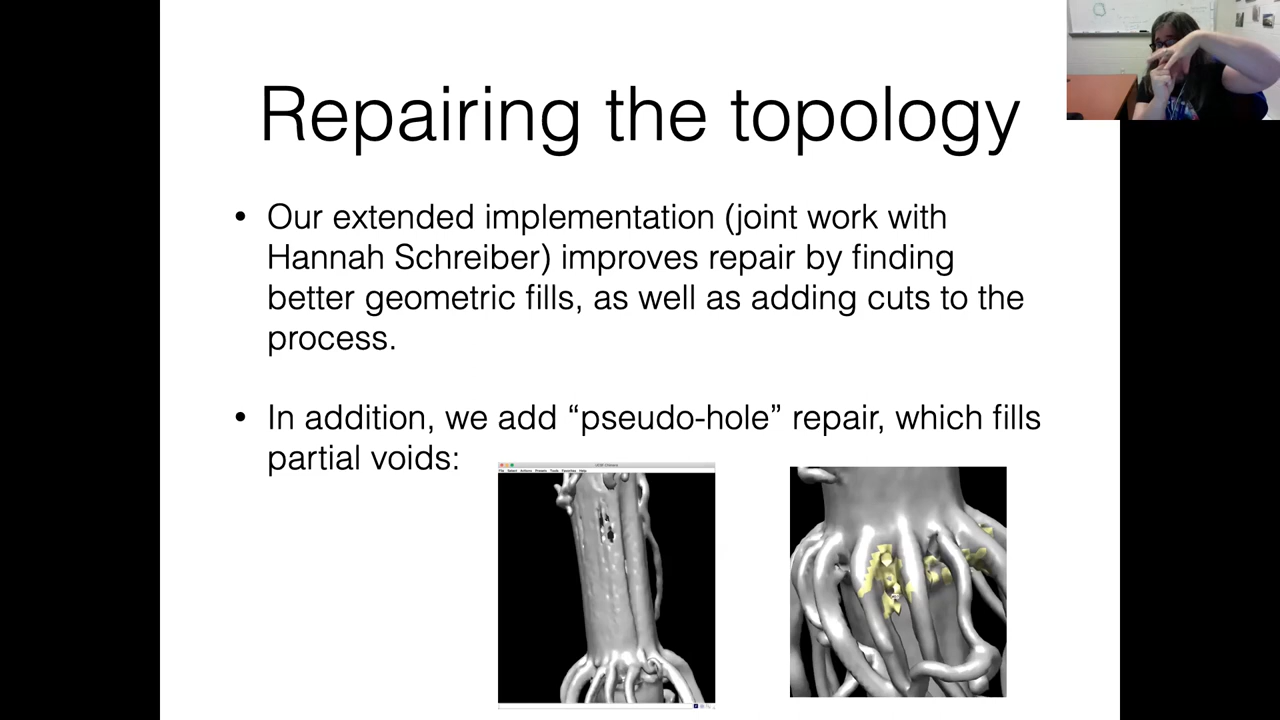 Repairing the topology
• Our extended implementation (joint work with
Hannah Schreiber) improves repair by finding
better geometric fills, as well as adding cuts to the
process.
• In addition, we add “pseudo-hole” repair, which fills
partial voids: